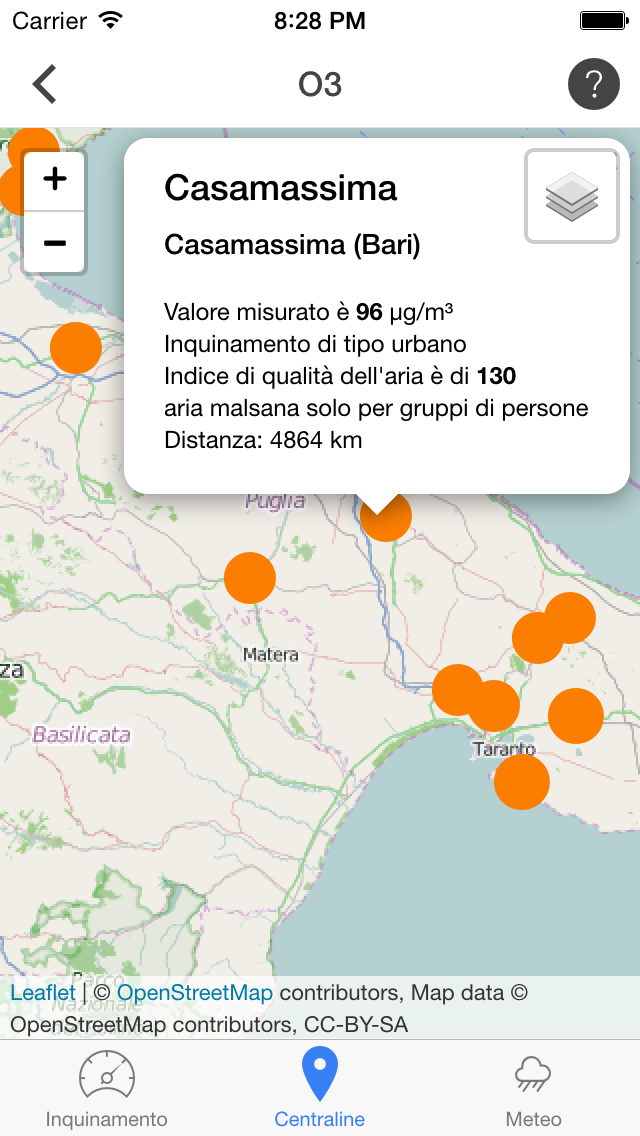 Carrier 8:28 PM
O3 ?
+
−
Casamassima
Casamassima (Bari)
Valore misurato è 96 µg/m³
Inquinamento di tipo urbano
Indice di qualità dell'aria è di 130
aria malsana solo per gruppi di persone
Distanza: 4864 km
Puglia
Matera
za
Basilicata
Taranto
Parco
Nazionale
Leaflet | © OpenStreetMap contributors, Map data ©
OpenStreetMap contributors, CC-BY-SA
Inquinamento Centraline Meteo